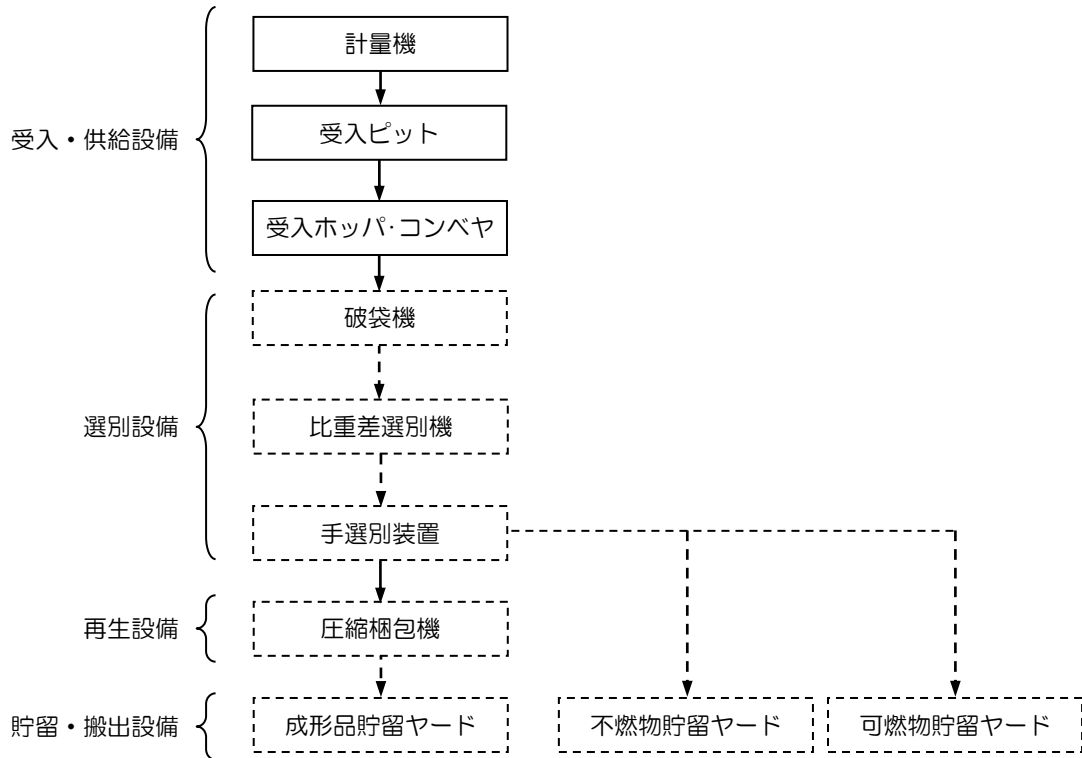 計量機
受入・供給設備
受入ピット
受入ホッパ・コンベヤ
破袋機
選別設備
比重差選別機
手選別装置
再生設備
圧縮梱包機
貯留・搬出設備
成形品貯留ヤード
不燃物貯留ヤード
可燃物貯留ヤード